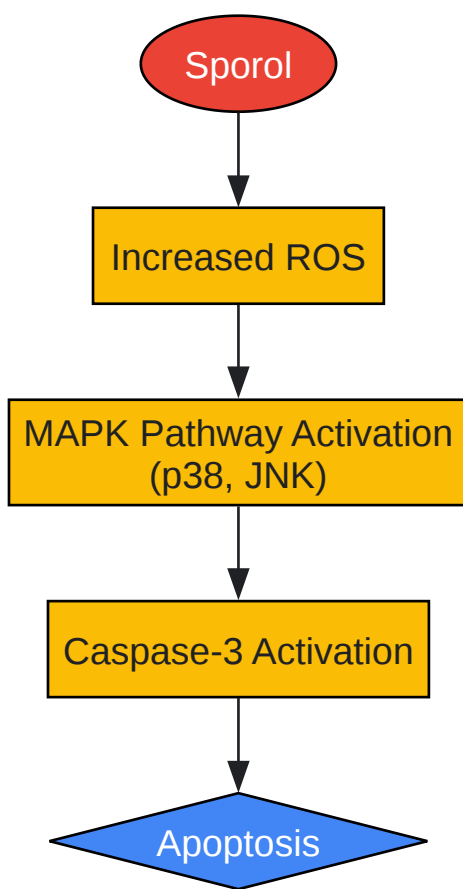 Sporol
Increased ROS
MAPK Pathway Activation
(p38, JNK)
Caspase-3 Activation
Apoptosis